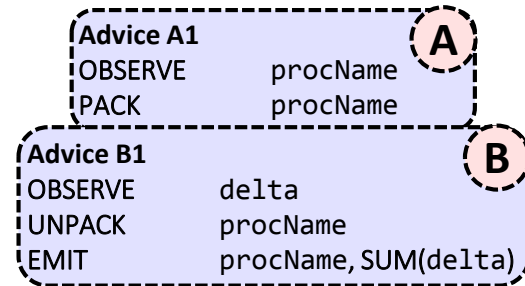 Advice A1
A
OBSERVE procName
PACK procName
Advice B1
B
OBSERVE delta
UNPACK procName
EMIT procName, SUM(delta)